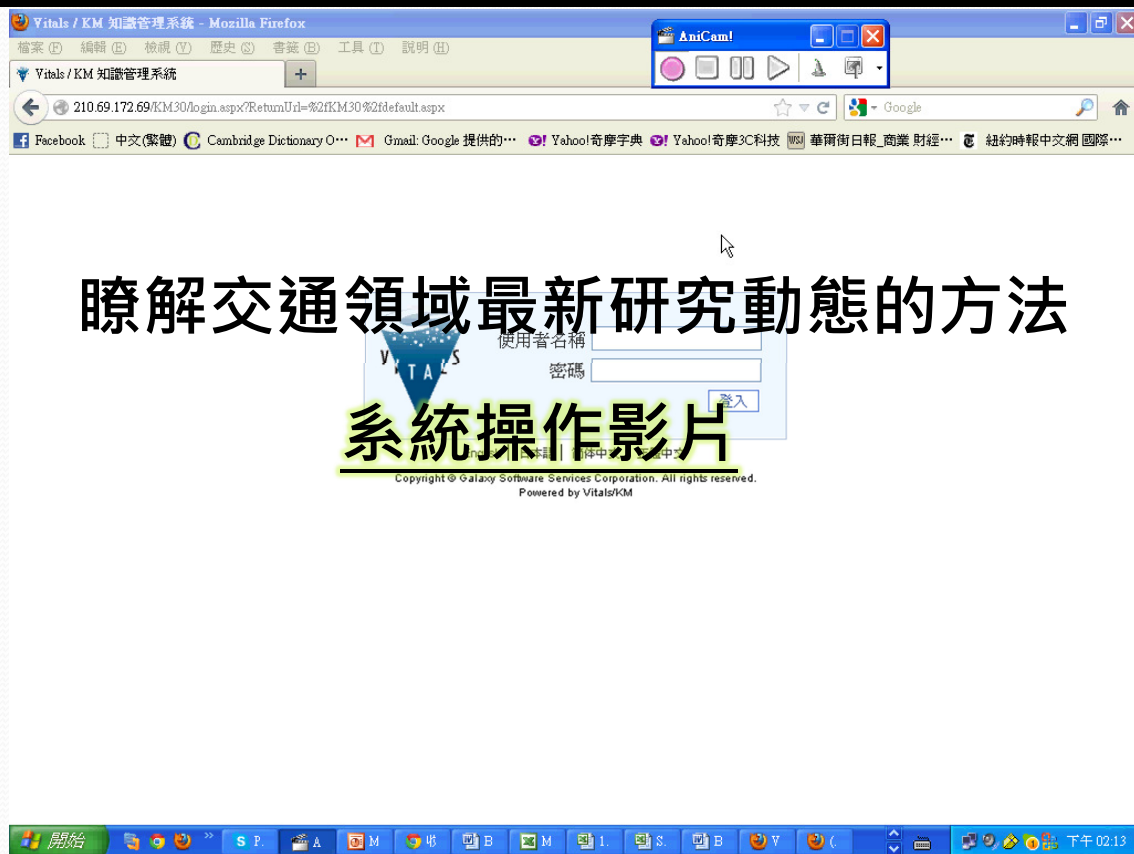 Vitals / KM 知識管理系統 - Mozilla Firefox
AniCam!
檔案(F) 編輯(E) 檢視(V) 歷史(S) 書籤(B) 工具(T) 說明(H)
Vitals / KM 知識管理系統
210.69.172.69/KM30/login.aspx?ReturnUrl=%2fKM30%2fdefault.aspx
Google
Facebook 中文(繁體) Cambridge Dictionary O… Gmail: Google 提供的… Yahoo!奇摩字典 Yahoo!奇摩3C科技 華爾街日報_商業 財經… 紐約時報中文網 國際…
瞭解交通領域最新研究動態的方法
使用者名稱
VITALS
密碼
登入
系統操作影片
Copyright © Galaxy Software Services Corporation. All rights reserved.
Powered by Vitals/KM
開始 S P. A M B M 1. S. B V (. 下午 02:13